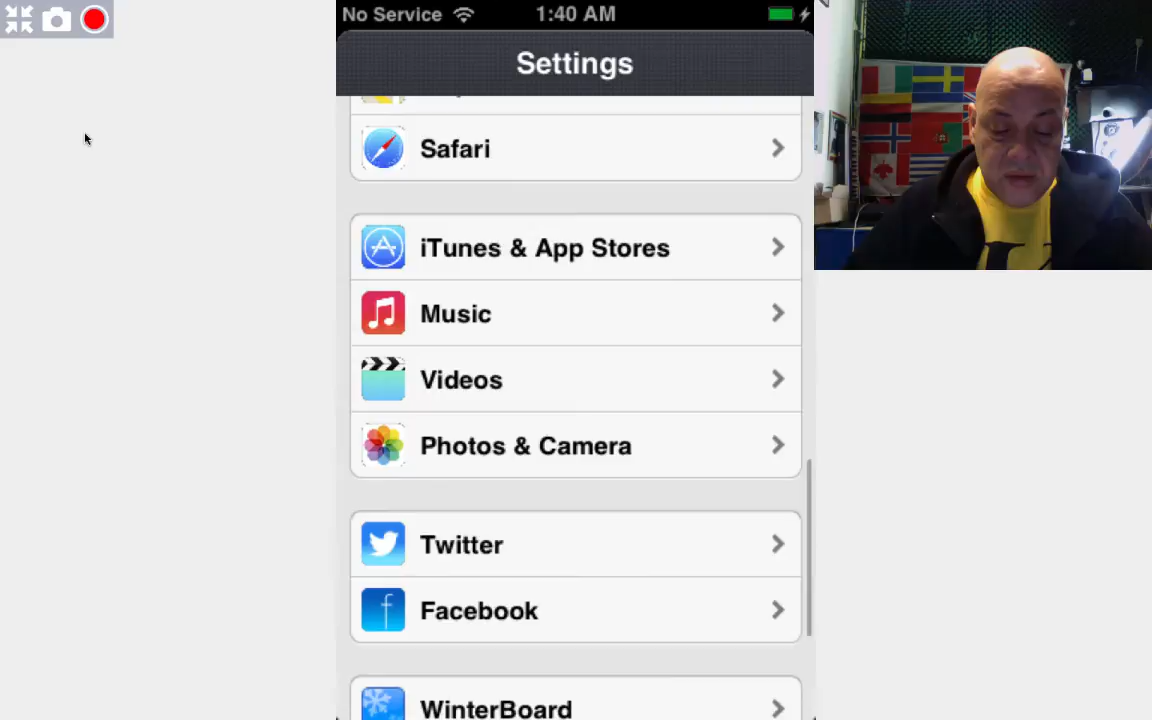 No Service 1:40 AM
Settings
Safari
iTunes & App Stores
Music
Videos
Photos & Camera
Twitter
Facebook
WinterBoard